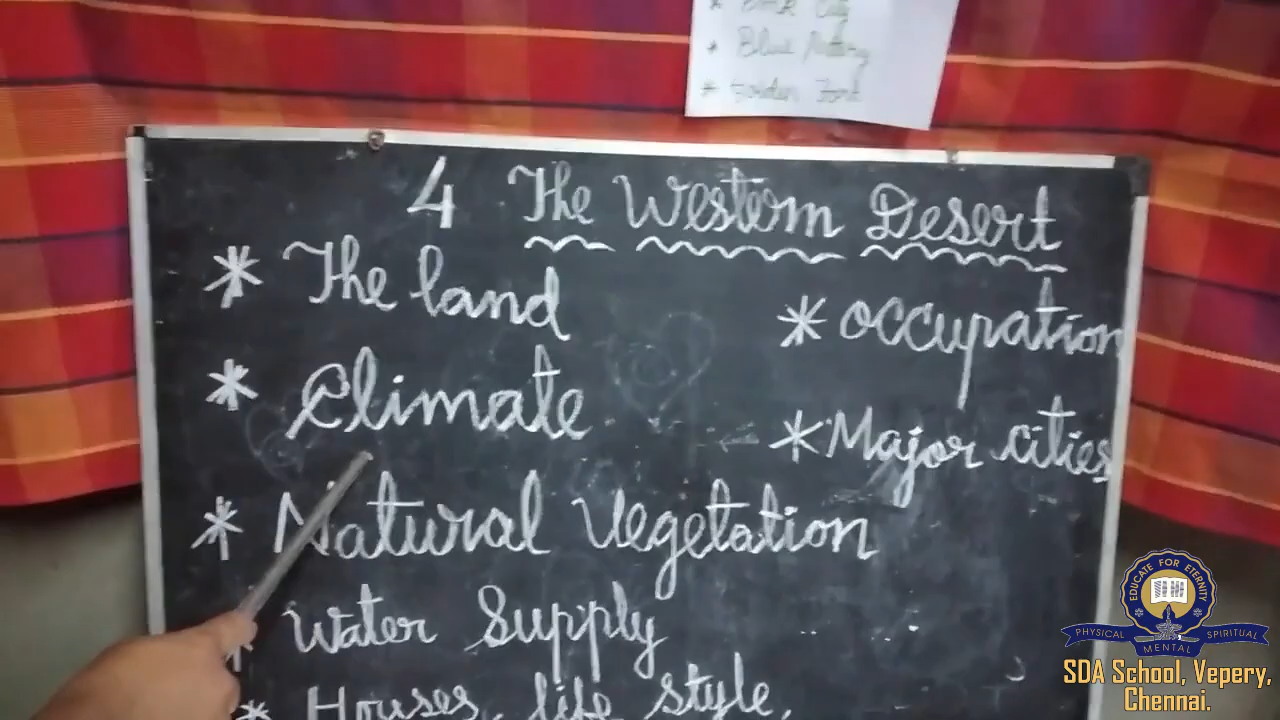 Blue Pottery
4 The Western Desert
* The land
* Climate
* Natural Vegetation
Water Supply
* Houses, life style,
* occupation
* Major cities
EDUCATE FOR ETERNITY
PHYSICAL MENTAL SPIRITUAL
SDA School, Vepery,
Chennai.